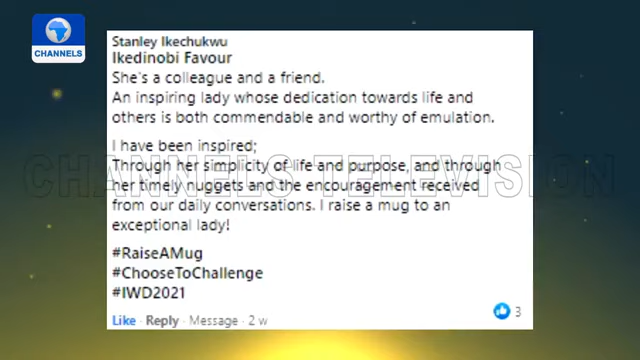 CHANNELS
Stanley Ikechukwu
Ikedinobi Favour
She's a colleague and a friend.
An inspiring lady whose dedication towards life and
others is both commendable and worthy of emulation.
I have been inspired;
Through her simplicity of life and purpose, and through
her timely nuggets and the encouragement received
from our daily conversations. I raise a mug to an
exceptional lady!
#RaiseAMug
#ChooseToChallenge
#IWD2021
Like · Reply · Message · 2 w
3
CHANNELS TELEVISION